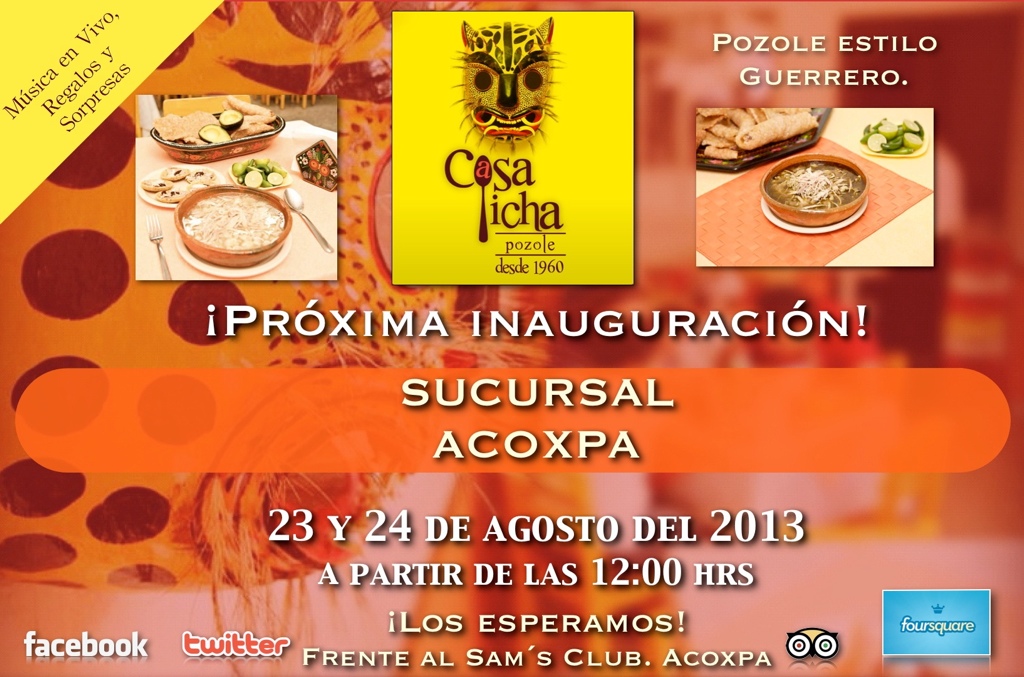 Música en Vivo,
Regalos y
Sorpresas
Casa
licha
pozole
desde 1960
Pozole estilo
Guerrero.
¡Próxima inauguración!
SUCURSAL
ACOXPA
23 y 24 de agosto del 2013
a partir de las 12:00 hrs
¡Los esperamos!
Frente al Sam´s Club. Acoxpa
facebook
twitter
foursquare